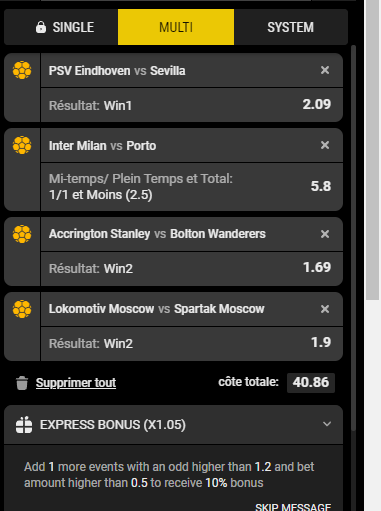 SINGLE MULTI SYSTEM
PSV Eindhoven vs Sevilla ×
Résultat: Win1 2.09
Inter Milan vs Porto ×
Mi-temps/ Plein Temps et Total:
1/1 et Moins (2.5) 5.8
Accrington Stanley vs Bolton Wanderers ×
Résultat: Win2 1.69
Lokomotiv Moscow vs Spartak Moscow ×
Résultat: Win2 1.9
Supprimer tout côte totale: 40.86
EXPRESS BONUS (X1.05)
Add 1 more events with an odd higher than 1.2 and bet
amount higher than 0.5 to receive 10% bonus
SKIP MESSAGE